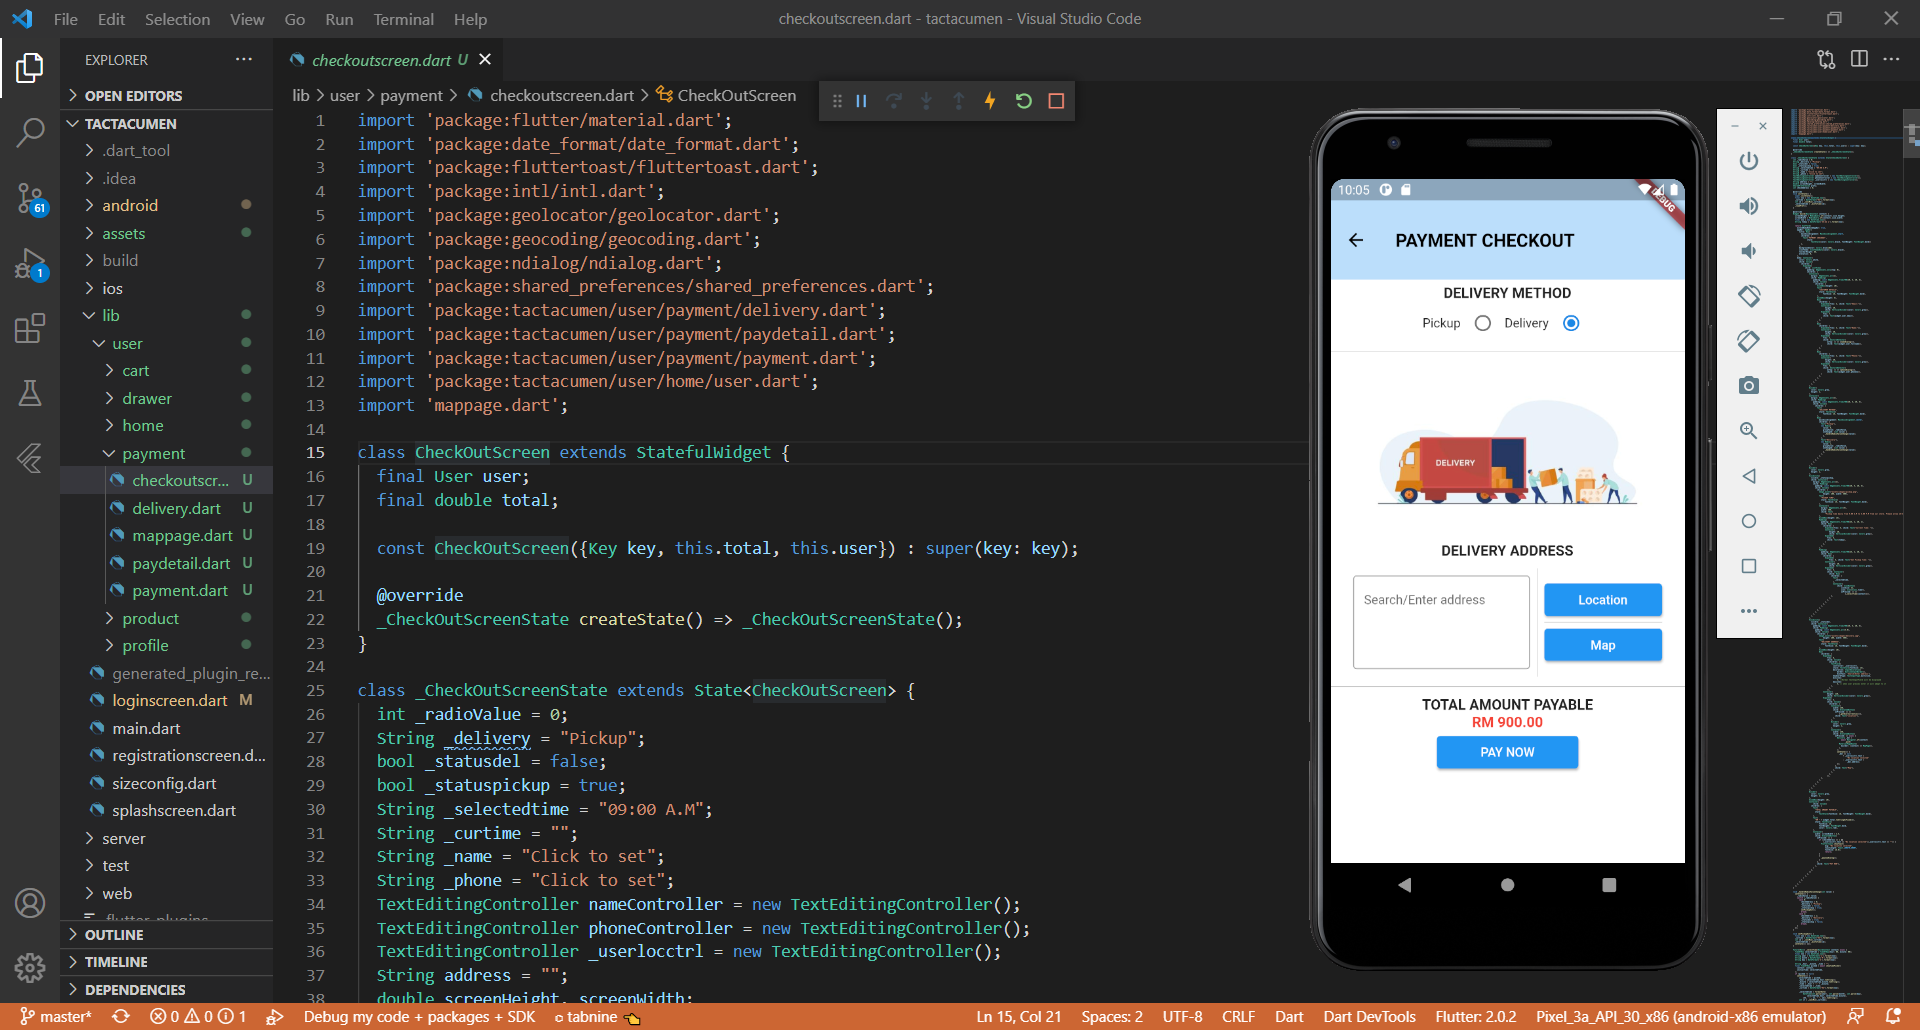 File Edit Selection View Go Run Terminal Help
checkoutscreen.dart - tactacumen - Visual Studio Code
EXPLORER
OPEN EDITORS
TACTACUMEN
.dart_tool
.idea
android
assets
build
ios
lib
user
cart
drawer
home
payment
checkoutscr... U
delivery.dart U
mappage.dart U
paydetail.dart U
payment.dart U
product
profile
generated_plugin_re...
loginscreen.dart M
main.dart
registrationscreen.d...
sizeconfig.dart
splashscreen.dart
server
test
web
OUTLINE
TIMELINE
DEPENDENCIES
61
1
checkoutscreen.dart U
lib > user > payment > checkoutscreen.dart > CheckOutScreen
1 import 'package:flutter/material.dart';
2 import 'package:date_format/date_format.dart';
3 import 'package:fluttertoast/fluttertoast.dart';
4 import 'package:intl/intl.dart';
5 import 'package:geolocator/geolocator.dart';
6 import 'package:geocoding/geocoding.dart';
7 import 'package:ndialog/ndialog.dart';
8 import 'package:shared_preferences/shared_preferences.dart';
9 import 'package:tactacumen/user/payment/delivery.dart';
10 import 'package:tactacumen/user/payment/paydetail.dart';
11 import 'package:tactacumen/user/payment/payment.dart';
12 import 'package:tactacumen/user/home/user.dart';
13 import 'mappage.dart';
14
15 class CheckOutScreen extends StatefulWidget {
16 final User user;
17 final double total;
18
19 const CheckOutScreen({Key key, this.total, this.user}) : super(key: key);
20
21 @override
22 _CheckOutScreenState createState() => _CheckOutScreenState();
23 }
24
25 class _CheckOutScreenState extends State<CheckOutScreen> {
26 int _radioValue = 0;
27 String _delivery = "Pickup";
28 bool _statusdel = false;
29 bool _statuspickup = true;
30 String _selectedtime = "09:00 A.M";
31 String _curtime = "";
32 String _name = "Click to set";
33 String _phone = "Click to set";
34 TextEditingController nameController = new TextEditingController();
35 TextEditingController phoneController = new TextEditingController();
36 TextEditingController _userlocctrl = new TextEditingController();
37 String address = "";
38 double screenHeight, screenWidth;
10:05
DEBUG
PAYMENT CHECKOUT
DELIVERY METHOD
Pickup Delivery
DELIVERY
DELIVERY ADDRESS
Search/Enter address
Location
Map
TOTAL AMOUNT PAYABLE
RM 900.00
PAY NOW
master* 0 0 1 Debug my code + packages + SDK tabnine Ln 15, Col 21 Spaces: 2 UTF-8 CRLF Dart Dart DevTools Flutter: 2.0.2 Pixel_3a_API_30_x86 (android-x86 emulator)